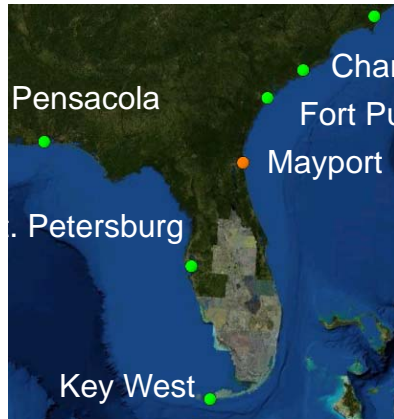 Char
Pensacola
Fort Pu
Mayport
. Petersburg
Key West